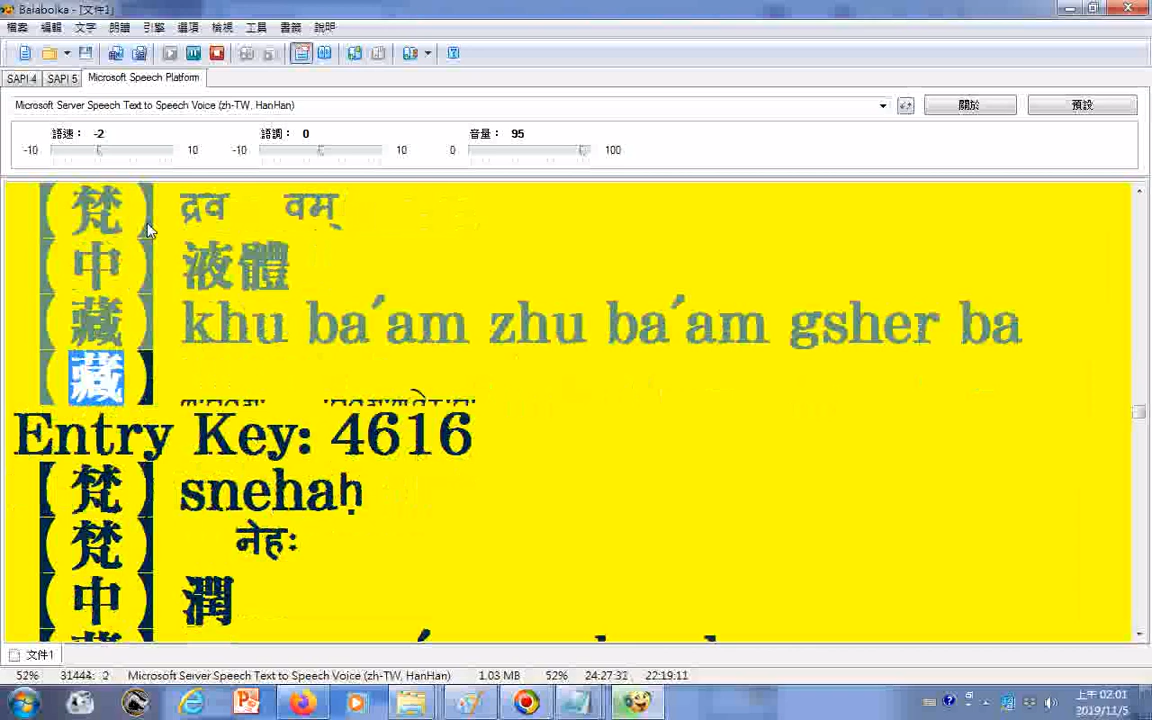 Balabolka - [文件1]
檔案 編輯 文字 朗讀 引擎 選項 檢視 工具 書籤 說明
SAPI 4 SAPI 5 Microsoft Speech Platform
Microsoft Server Speech Text to Speech Voice (zh-TW, HanHan) 關於 預設
語速： -2 語調： 0 音量： 95
-10 10 -10 10 0 100
【梵】 द्रव वम्
【中】 液體
【藏】 khu ba'am zhu ba'am gsher ba
【藏】
Entry Key: 4616
【梵】 snehaḥ
【梵】 नेहः
【中】 潤
文件1
52% 31444: 2 Microsoft Server Speech Text to Speech Voice (zh-TW, HanHan) 1.03 MB 52% 24:27:31 22:19:11
上午 02:01
2019/11/5